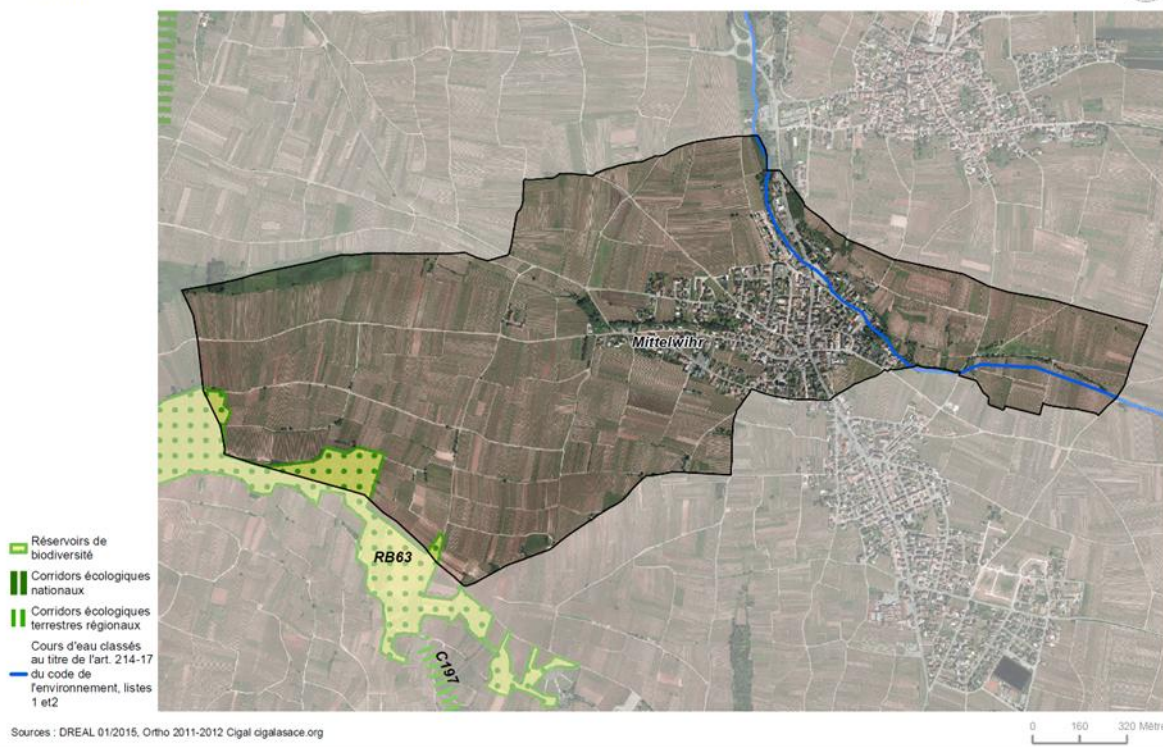 Mittelwihr
RB63
C197
Réservoirs de
biodiversité
Corridors écologiques
nationaux
Corridors écologiques
terrestres régionaux
Cours d'eau classés
au titre de l'art. 214-17
du code de
l'environnement, listes
1 et2
Sources : DREAL 01/2015, Ortho 2011-2012 Cigal cigalasace.org
0 160 320 Mètre